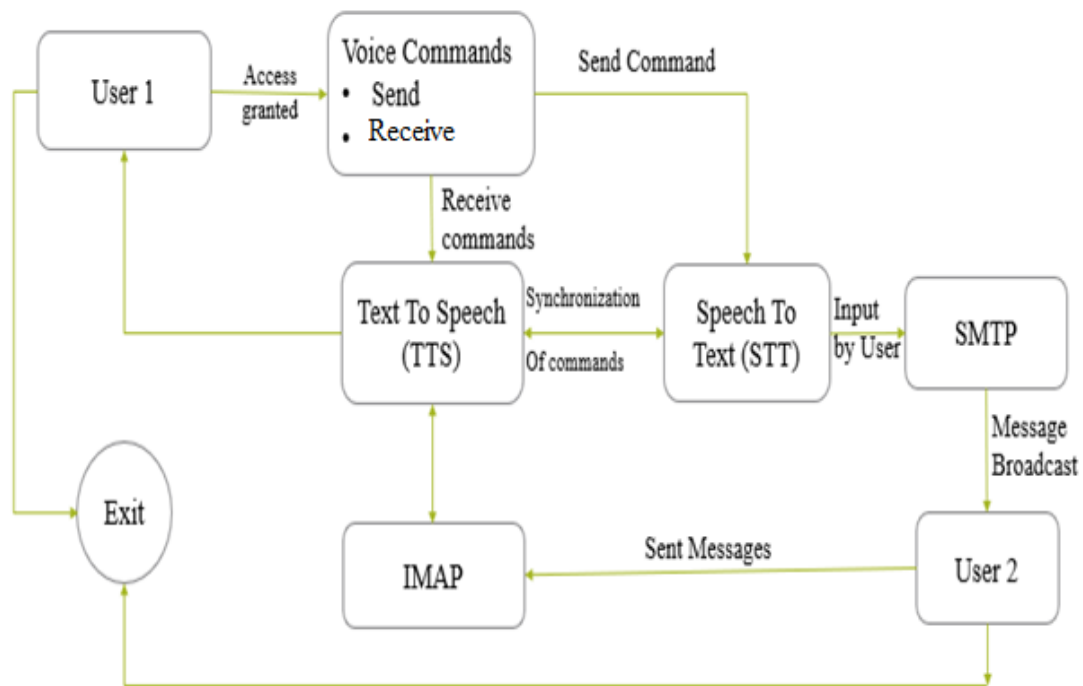 User 1
Access
granted
Voice Commands
• Send
• Receive
Send Command
Receive
commands
Text To Speech
(TTS)
Synchronization
Of commands
Speech To
Text (STT)
Input
by User
SMTP
Message
Broadcast
Exit
IMAP
Sent Messages
User 2